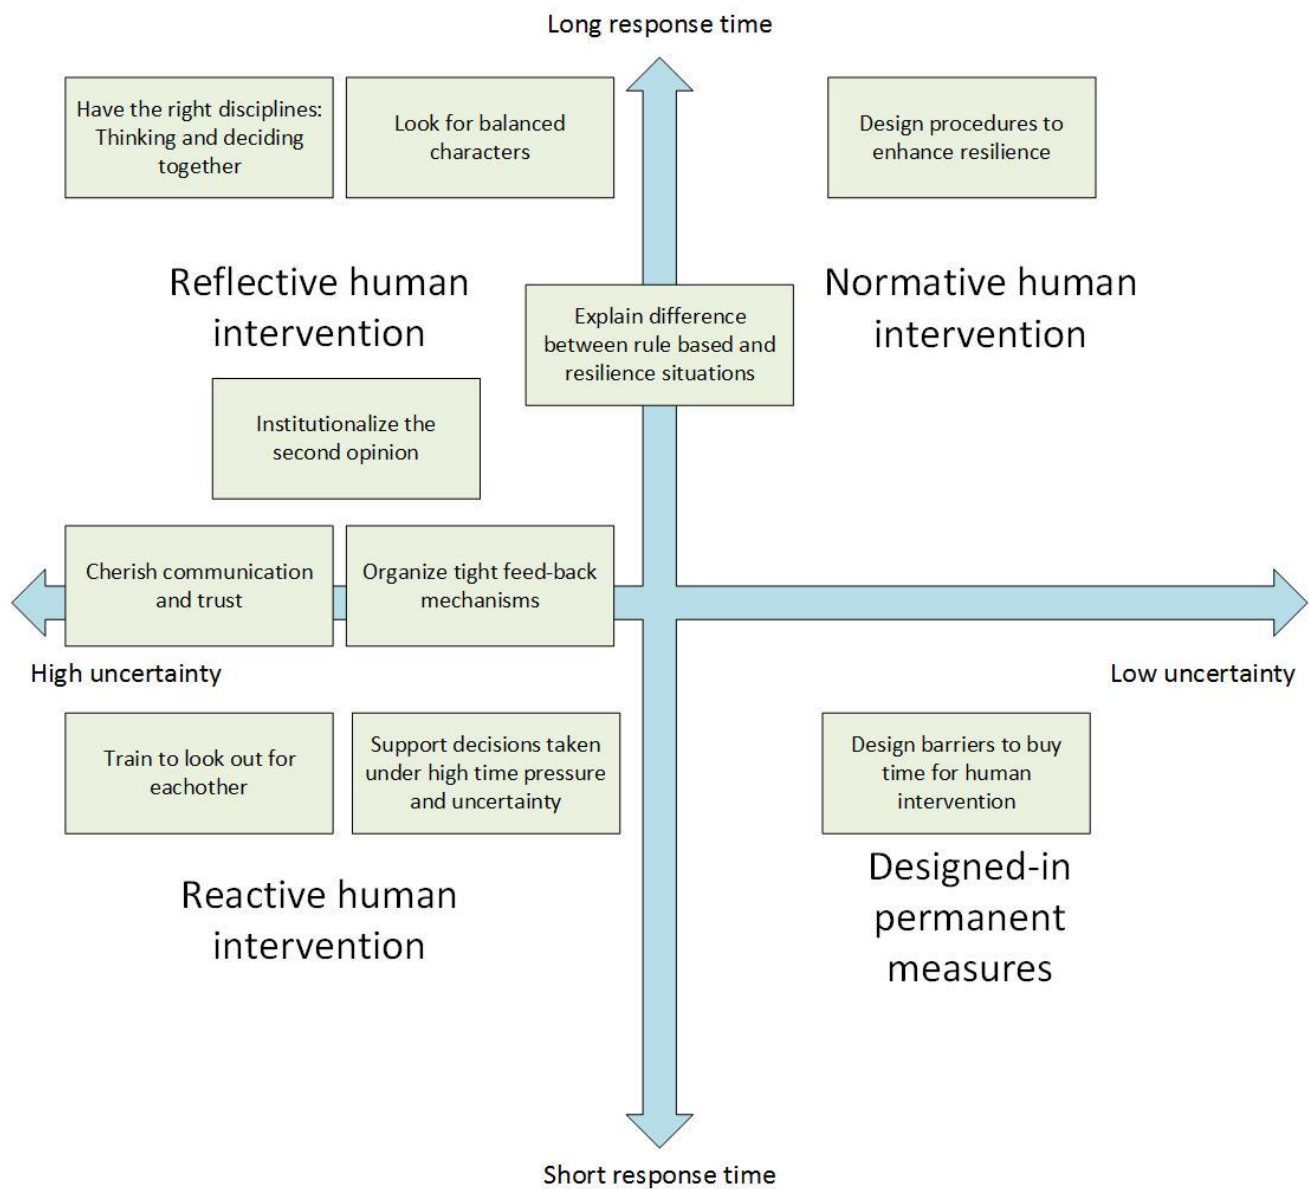 Long response time
Have the right disciplines:
Thinking and deciding
together
Look for balanced
characters
Design procedures to
enhance resilience
Reflective human
intervention
Normative human
intervention
Explain difference
between rule based and
resilience situations
Institutionalize the
second opinion
Cherish communication
and trust
Organize tight feed-back
mechanisms
High uncertainty
Low uncertainty
Train to look out for
eachother
Support decisions taken
under high time pressure
and uncertainty
Design barriers to buy
time for human
intervention
Reactive human
intervention
Designed-in
permanent
measures
Short response time